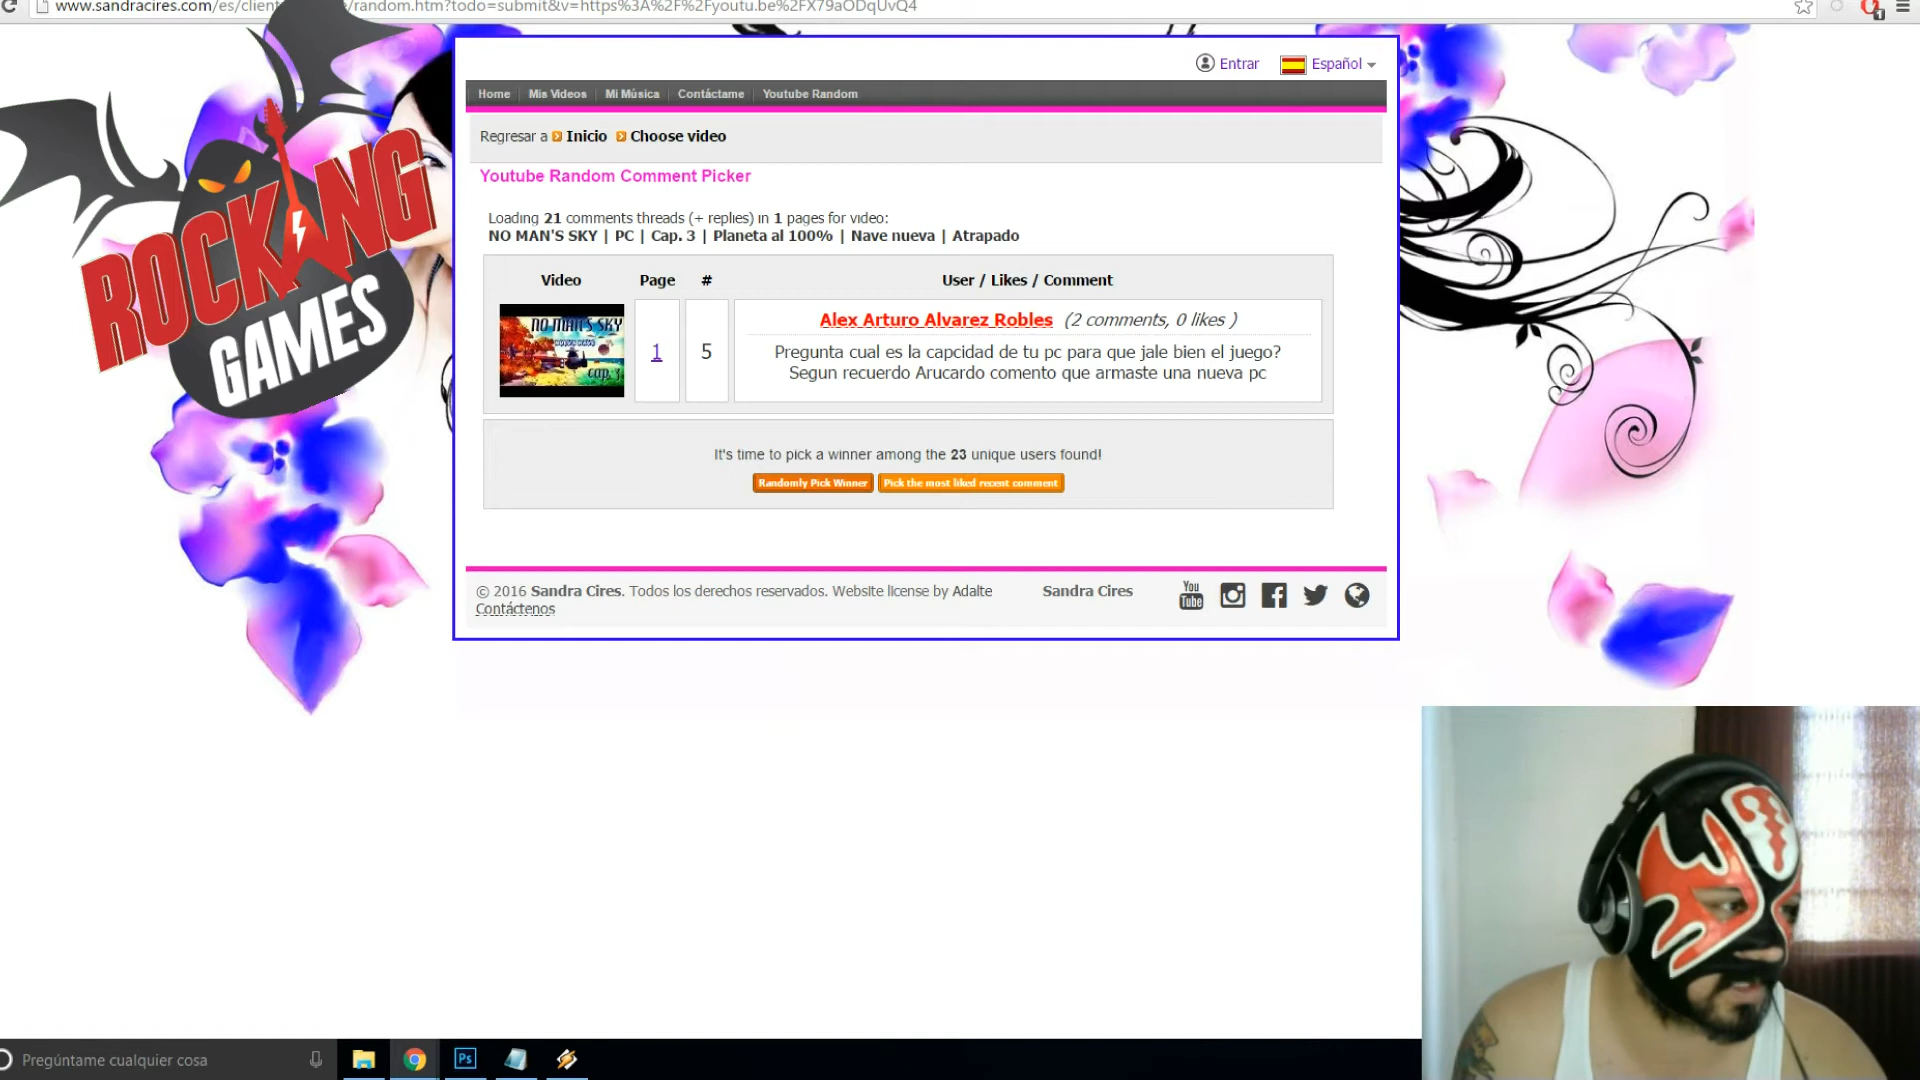 www.sandracires.com/es/client
/random.htm?todo=submit&v=https%3A%2F%2Fyoutu.be%2FX79aODqUvQ4
Entrar
Español
Home
Mis Videos
Mi Música
Contáctame
Youtube Random
Regresar a Inicio Choose video
Youtube Random Comment Picker
Loading 21 comments threads (+ replies) in 1 pages for video:
NO MAN'S SKY | PC | Cap. 3 | Planeta al 100% | Nave nueva | Atrapado
Video
Page
#
User / Likes / Comment
NO MAN'S SKY
cap. 3
1
5
Alex Arturo Alvarez Robles (2 comments, 0 likes )
Pregunta cual es la capcidad de tu pc para que jale bien el juego?
Segun recuerdo Arucardo comento que armaste una nueva pc
It's time to pick a winner among the 23 unique users found!
Randomly Pick Winner
Pick the most liked recent comment
© 2016 Sandra Cires. Todos los derechos reservados. Website license by Adalte
Contáctenos
Sandra Cires
You
Tube
ROCKING
GAMES
Pregúntame cualquier cosa
Ps
1